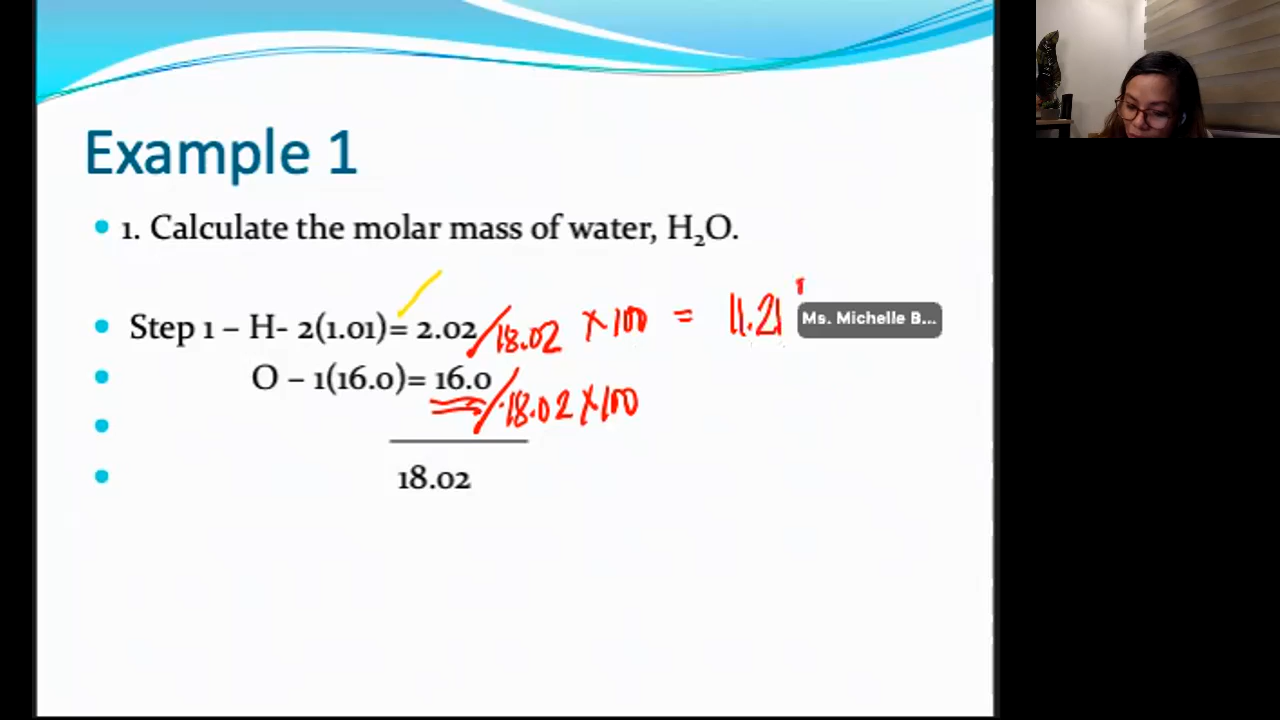 Example 1
1. Calculate the molar mass of water, H₂O.
Step 1 – H- 2(1.01)= 2.02/18.02 ×100 = 11.21
Ms. Michelle B...
O – 1(16.0)= 16.0/18.02 ×100
18.02